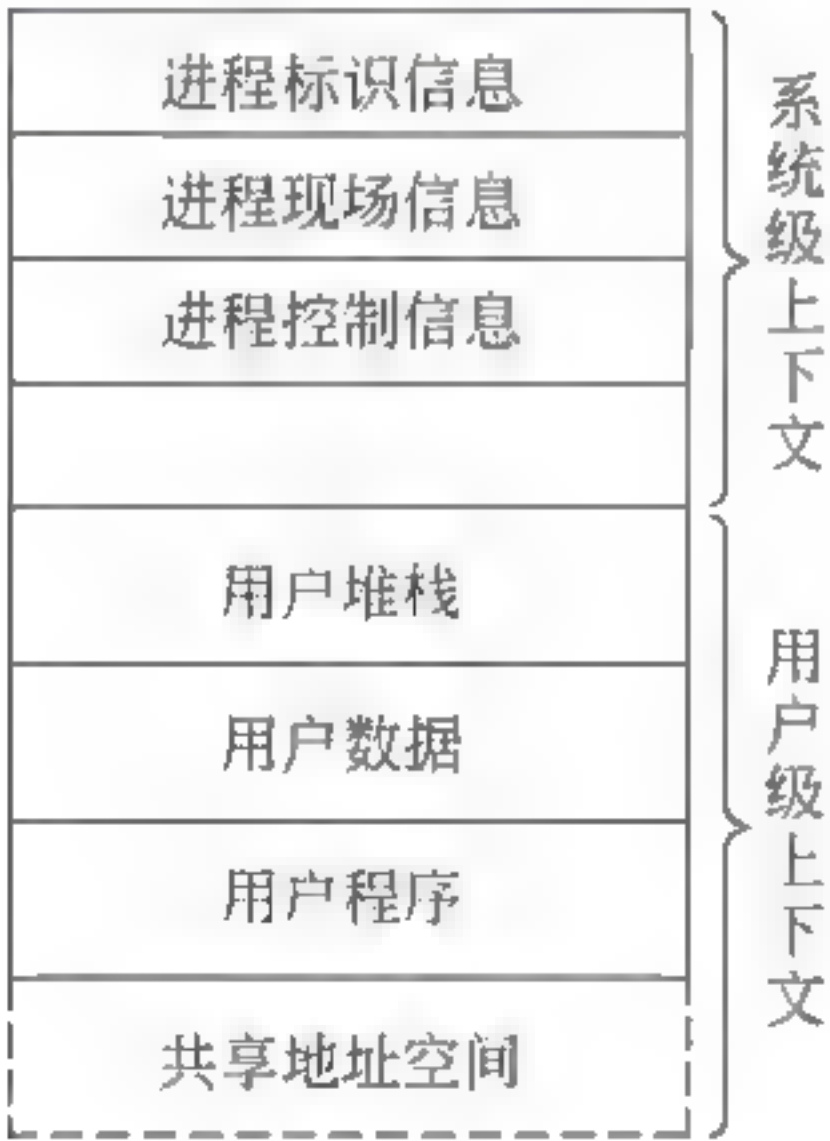 进程标识信息
进程现场信息
进程控制信息
系统级上下文
用户堆栈
用户数据
用户程序
共享地址空间
用户级上下文